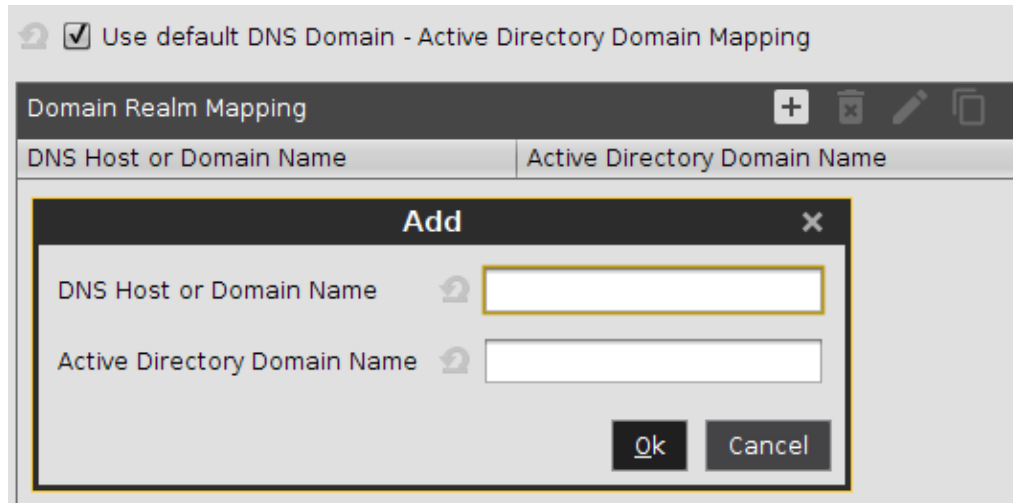 Use default DNS Domain - Active Directory Domain Mapping
Domain Realm Mapping
DNS Host or Domain Name Active Directory Domain Name
Add
DNS Host or Domain Name
Active Directory Domain Name
Ok Cancel